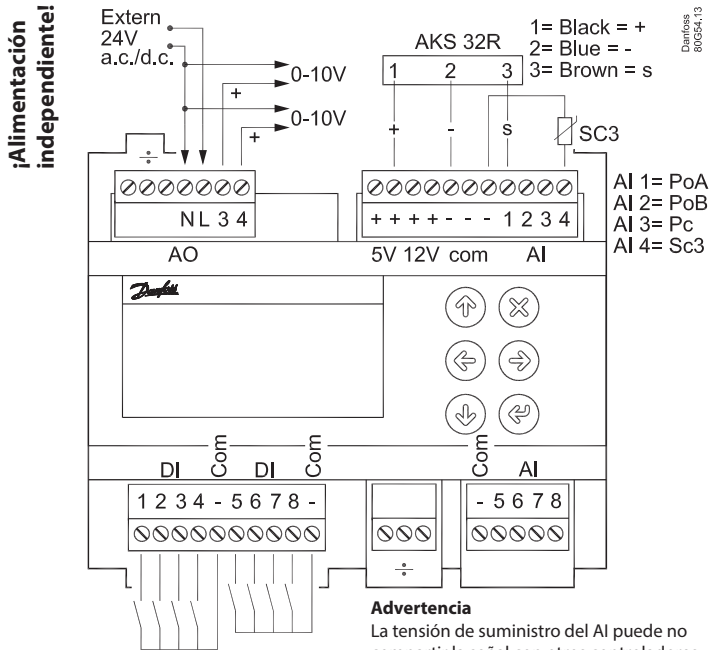 ¡Alimentación
independiente!
Extern
24V
a.c./d.c.
0-10V
+
0-10V
+
AKS 32R
1 2 3
1= Black = +
2= Blue = -
3= Brown = s
Danfoss
80G54.13
+ - s
SC3
÷
N L 3 4
AO
+ + + + - - - 1 2 3 4
5V 12V com AI
AI 1= PoA
AI 2= PoB
AI 3= Pc
AI 4= Sc3
Danfoss
DI Com DI Com
1 2 3 4 - 5 6 7 8 -
÷
Com AI
- 5 6 7 8
Advertencia
La tensión de suministro del AI puede no